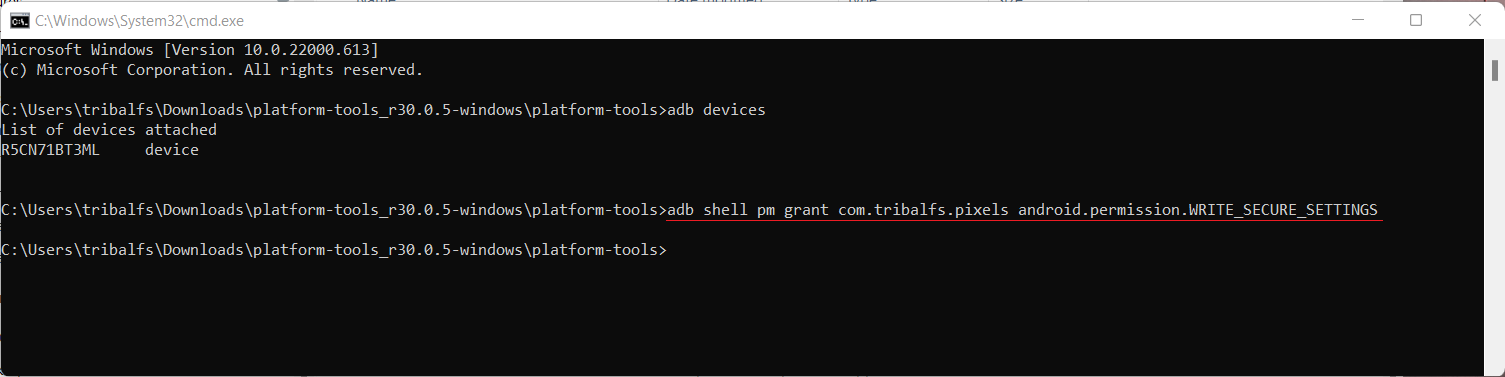 C:\Windows\System32\cmd.exe
Microsoft Windows [Version 10.0.22000.613]
(c) Microsoft Corporation. All rights reserved.
C:\Users\tribalfs\Downloads\platform-tools_r30.0.5-windows\platform-tools>adb devices
List of devices attached
R5CN71BT3ML     device
C:\Users\tribalfs\Downloads\platform-tools_r30.0.5-windows\platform-tools>adb shell pm grant com.tribalfs.pixels android.permission.WRITE_SECURE_SETTINGS
C:\Users\tribalfs\Downloads\platform-tools_r30.0.5-windows\platform-tools>